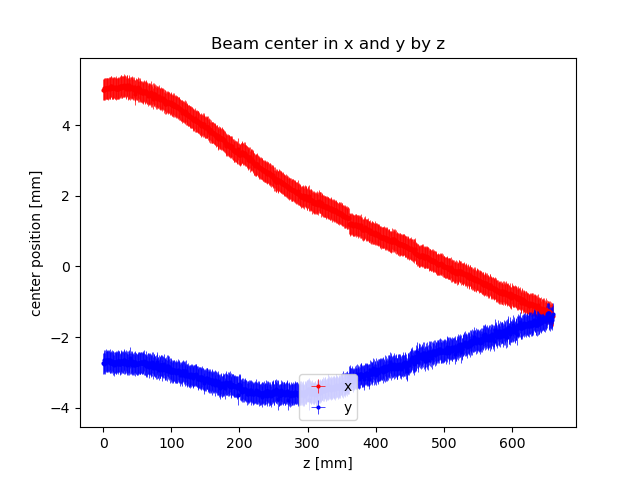 Beam center in x and y by z
center position [mm]
4
2
0
−2
−4
x
y
0 100 200 300 400 500 600
z [mm]